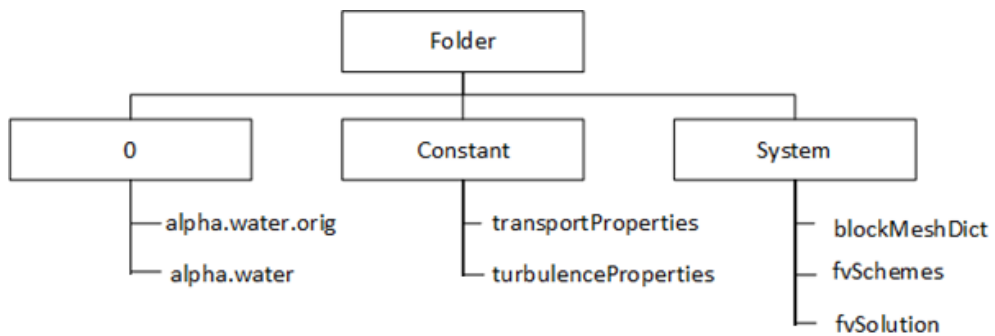 Folder
0
Constant
System
alpha.water.orig
alpha.water
transportProperties
turbulenceProperties
blockMeshDict
fvSchemes
fvSolution